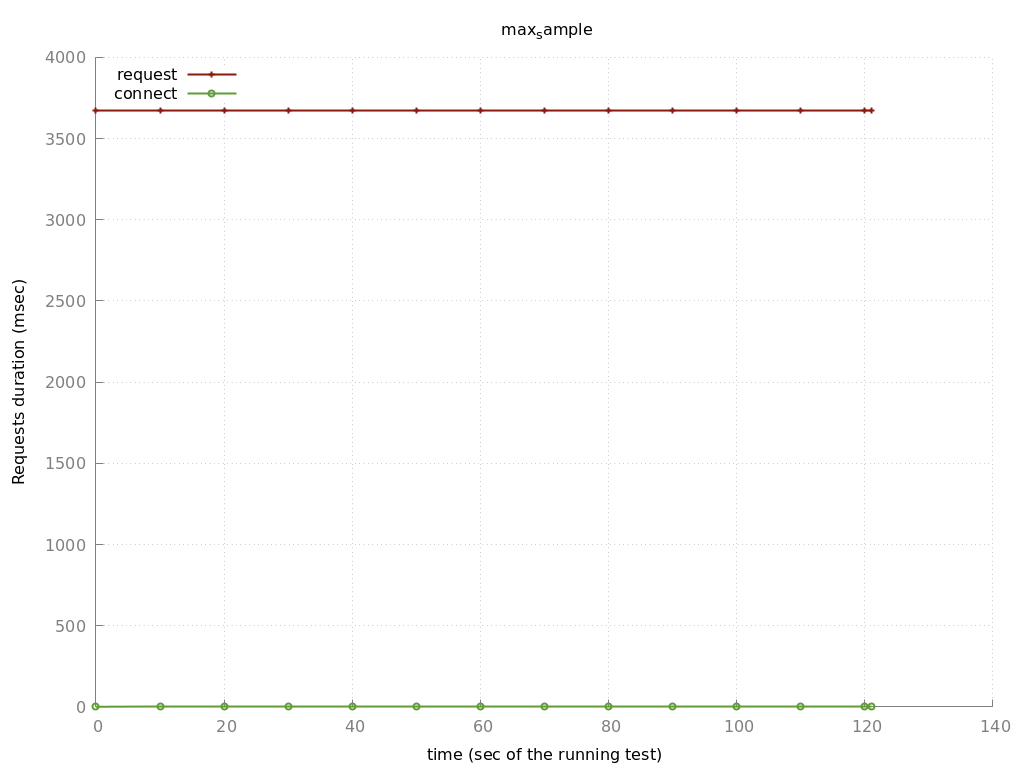 max_sample
4000
request
connect
3500
3000
2500
2000
1500
1000
500
0
Requests duration (msec)
0 20 40 60 80 100 120 140
time (sec of the running test)